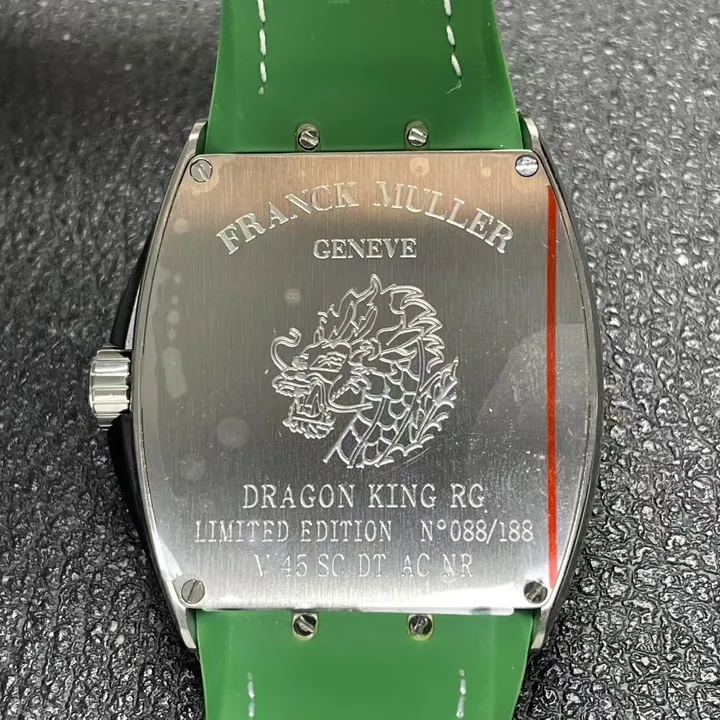 FRANCK MULLER
GENEVE
DRAGON KING RG
LIMITED EDITION N°088/188
V 45 SC DT AC NR